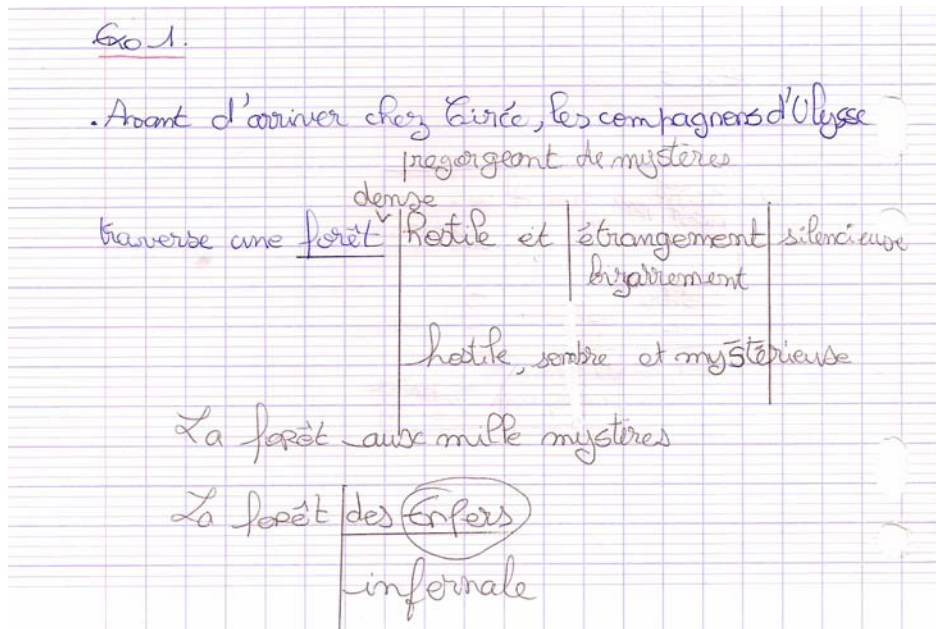 Exo 1.
. Avant d'arriver chez Circé, les compagnons d'Ulysse
regorgeant de mystères
dense
traverse une forêt hostile et étrangement silencieuse
bizarrement
hostile, sombre et mystérieuse
La forêt aux mille mystères
La forêt des Enfers
infernale